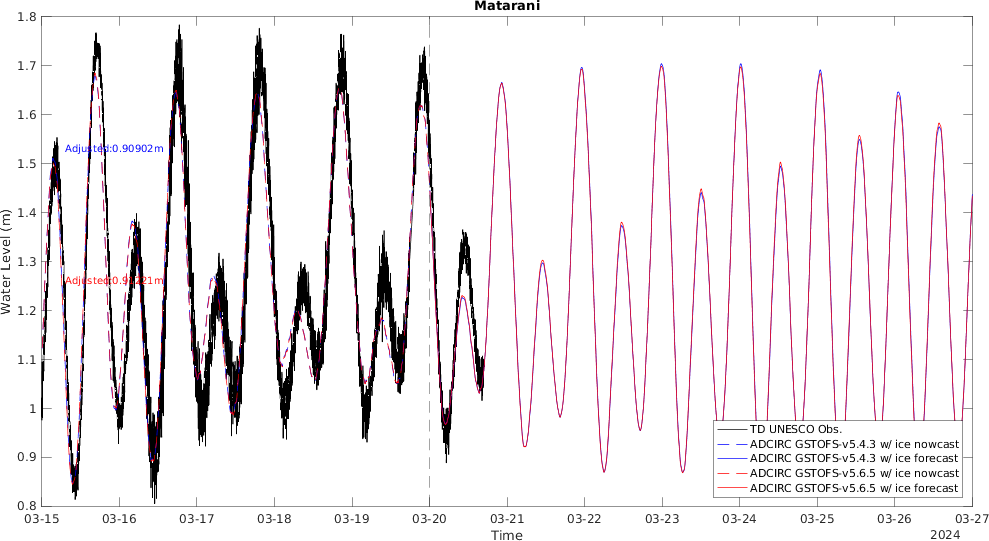 Matarani
1.8
1.7
1.6
1.5
1.4
1.3
1.2
1.1
1
0.9
0.8
Water Level (m)
Adjusted:0.90902m
TD UNESCO Obs.
ADCIRC GSTOFS-v5.4.3 w/ ice nowcast
ADCIRC GSTOFS-v5.4.3 w/ ice forecast
ADCIRC GSTOFS-v5.6.5 w/ ice nowcast
ADCIRC GSTOFS-v5.6.5 w/ ice forecast
03-15 03-16 03-17 03-18 03-19 03-20 03-21 03-22 03-23 03-24 03-25 03-26 03-27
Time
2024